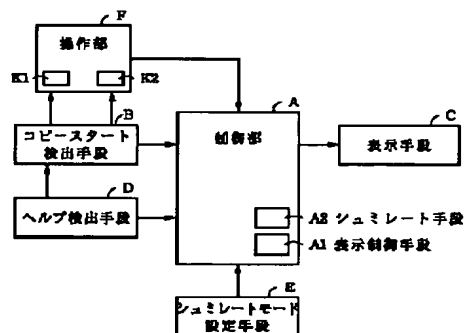 F
操作部
K1
K2
B
コピースタート
検出手段
D
ヘルプ検出手段
A
制御部
C
表示手段
A2 シュミレート手段
A1 表示制御手段
E
シュミレートモード
設定手段